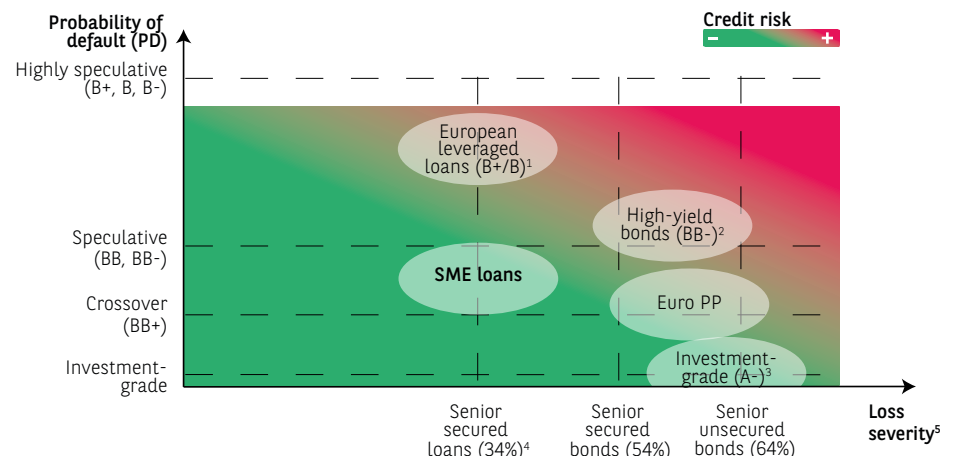 Probability of
default (PD)
Credit risk
− +
Highly speculative
(B+, B, B-)
European
leveraged
loans (B+/B)¹
High-yield
bonds (BB-)²
Speculative
(BB, BB-)
SME loans
Euro PP
Crossover
(BB+)
Investment-
grade (A-)³
Investment-
grade
Senior
secured
loans (34%)⁴
Senior
secured
bonds (54%)
Senior
unsecured
bonds (64%)
Loss
severity⁵